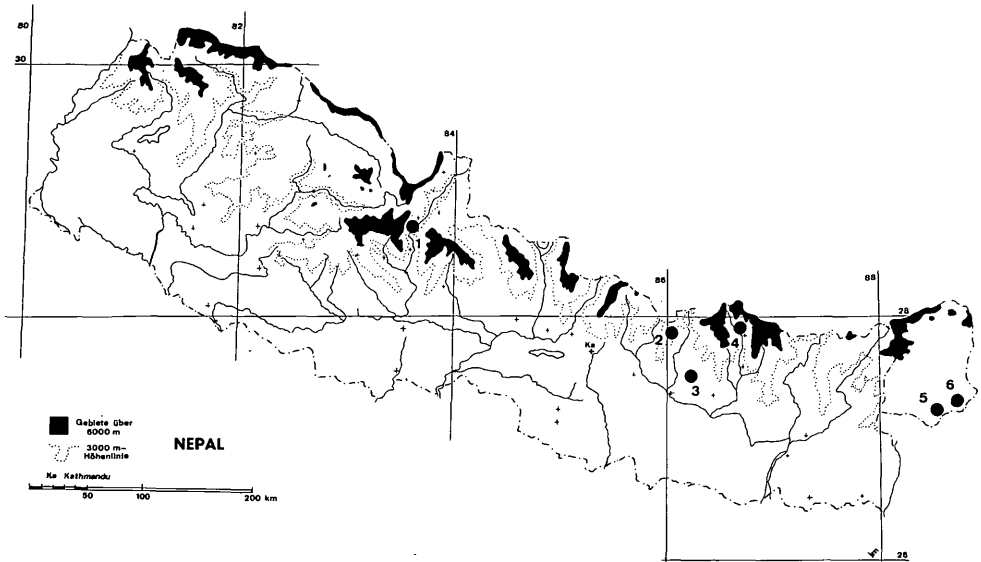 80
82
30
84
1
86
88
28
2
4
Ka
3
5
6
Gebiete über
6000 m
3000 m-
Höhenlinie
NEPAL
Ka Kathmandu
50 100 200 km
km
26